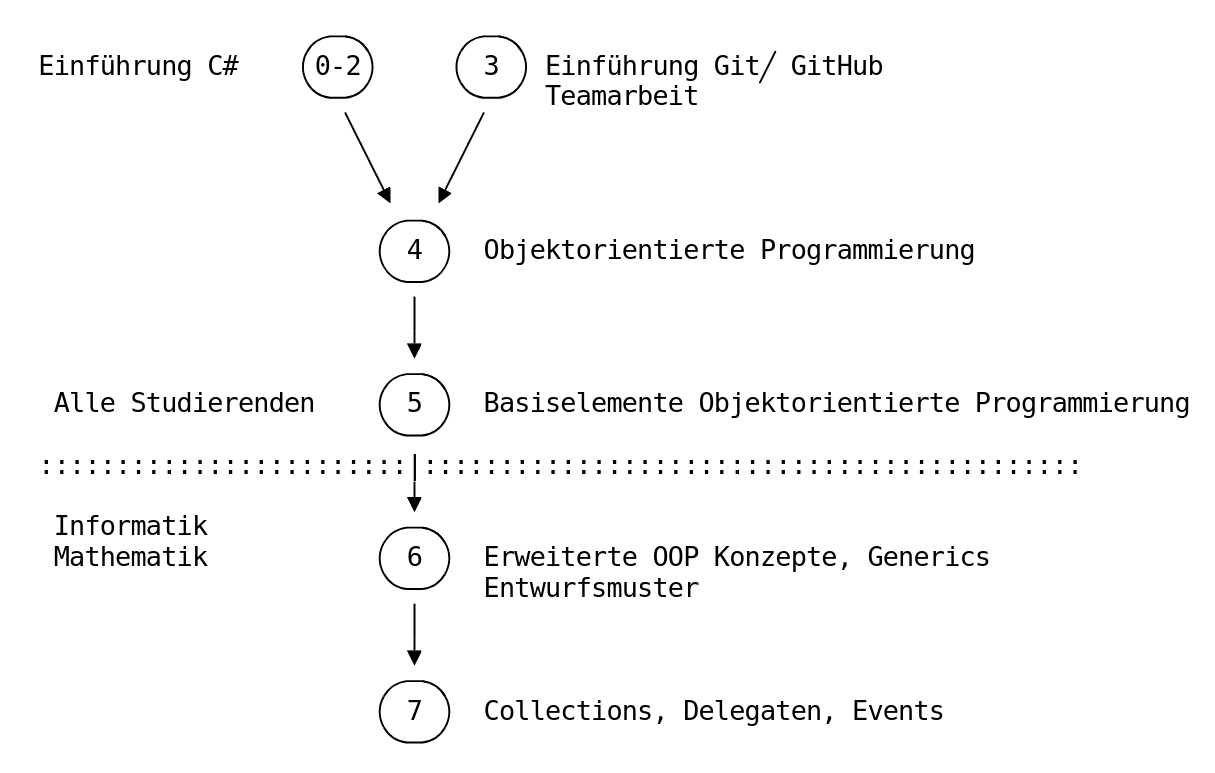 Einführung C# 0-2 3 Einführung Git/ GitHub
Teamarbeit
4 Objektorientierte Programmierung
Alle Studierenden 5 Basiselemente Objektorientierte Programmierung
Informatik
Mathematik 6 Erweiterte OOP Konzepte, Generics
Entwurfsmuster
7 Collections, Delegaten, Events